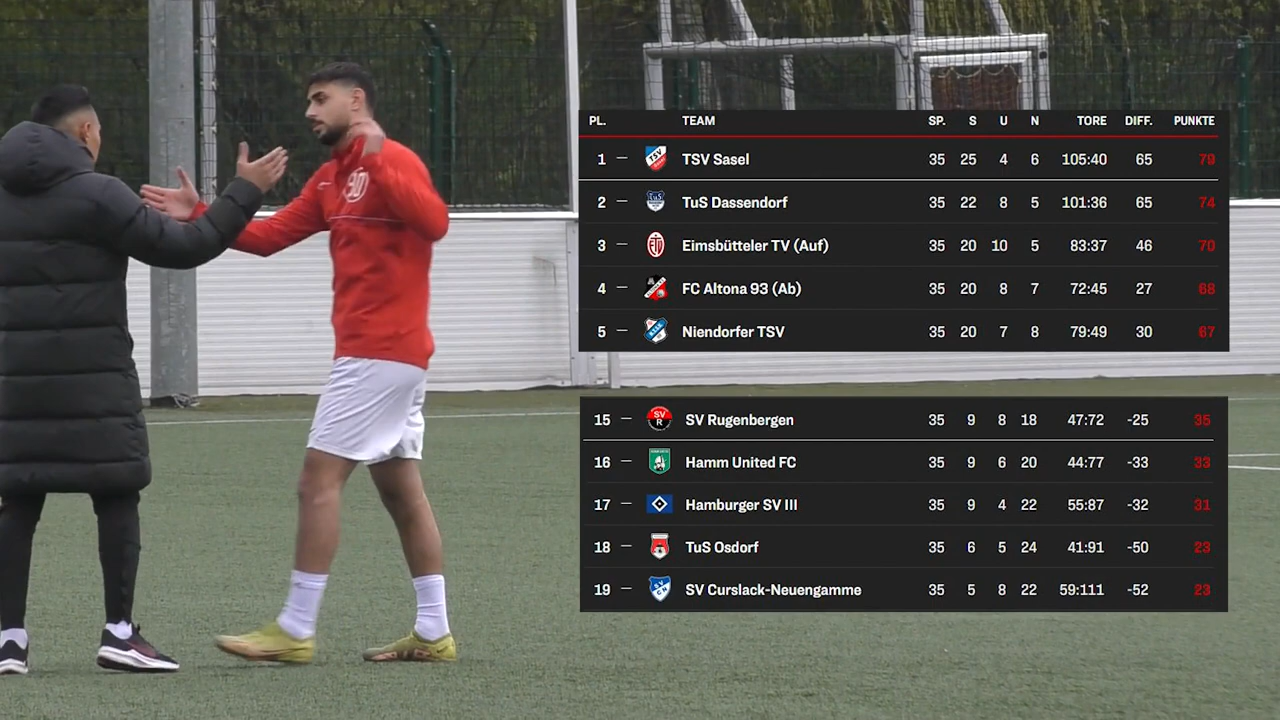 PL. TEAM SP. S U N TORE DIFF. PUNKTE
1 — TSV Sasel 35 25 4 6 105:40 65 79
2 — TuS Dassendorf 35 22 8 5 101:36 65 74
3 — Eimsbütteler TV (Auf) 35 20 10 5 83:37 46 70
4 — FC Altona 93 (Ab) 35 20 8 7 72:45 27 68
5 — Niendorfer TSV 35 20 7 8 79:49 30 67
15 — SV Rugenbergen 35 9 8 18 47:72 -25 35
16 — Hamm United FC 35 9 6 20 44:77 -33 33
17 — Hamburger SV III 35 9 4 22 55:87 -32 31
18 — TuS Osdorf 35 6 5 24 41:91 -50 23
19 — SV Curslack-Neuengamme 35 5 8 22 59:111 -52 23